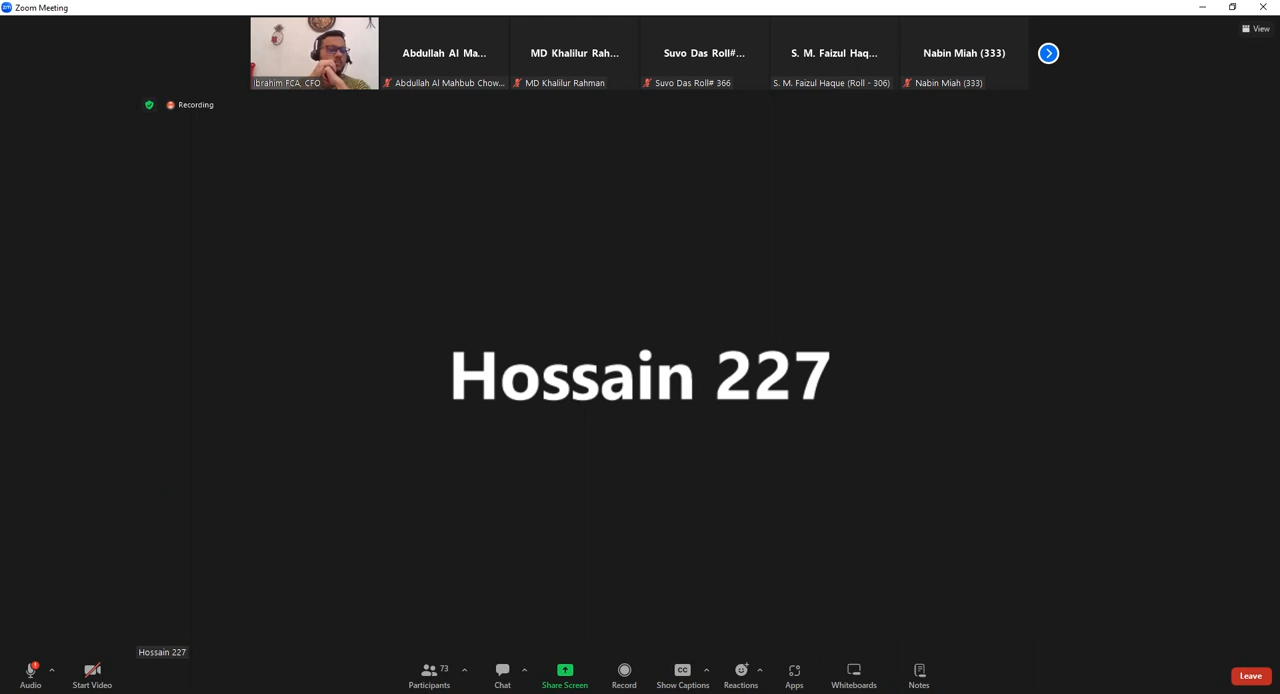 Zoom Meeting
View
Abdullah Al Ma...
MD Khalilur Rah...
Suvo Das Roll#...
S. M. Faizul Haq...
Nabin Miah (333)
Ibrahim FCA, CFO
Abdullah Al Mahbub Chow...
MD Khalilur Rahman
Suvo Das Roll# 366
S. M. Faizul Haque (Roll - 306)
Nabin Miah (333)
Recording
Hossain 227
Hossain 227
Audio
Start Video
Participants
73
Chat
Share Screen
Record
CC
Show Captions
Reactions
Apps
Whiteboards
Notes
Leave